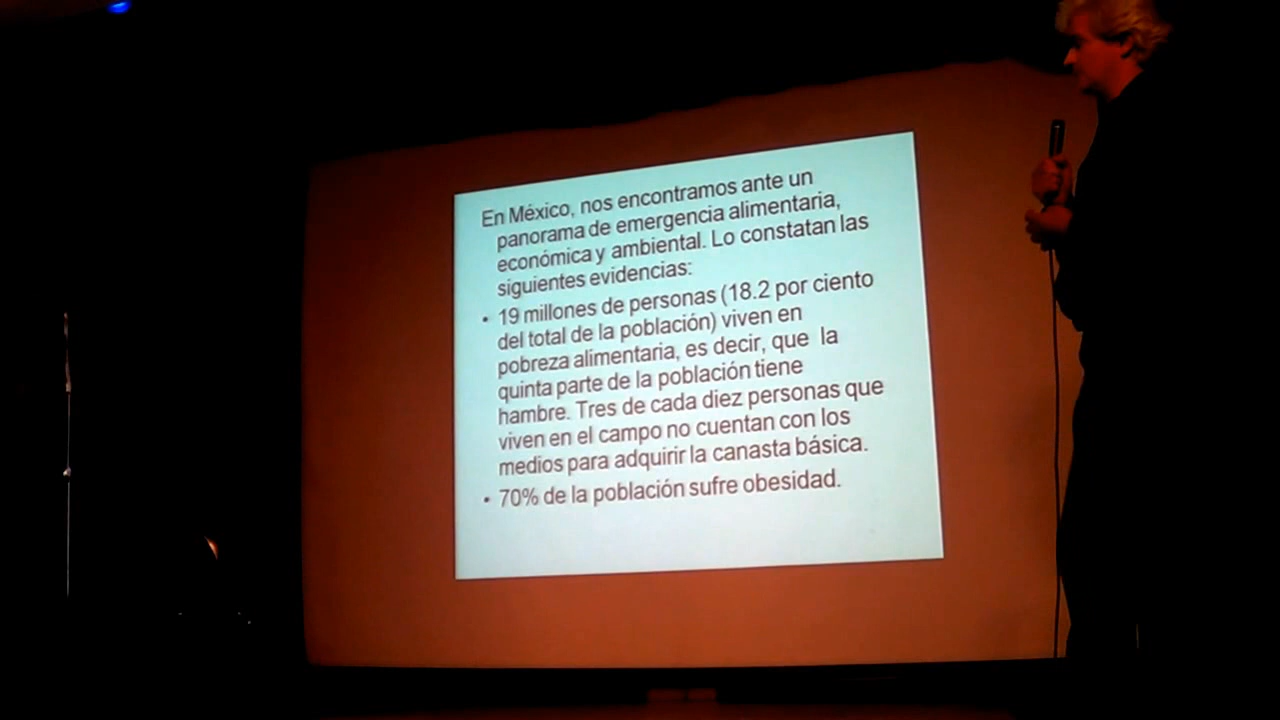 En México, nos encontramos ante un
panorama de emergencia alimentaria,
económica y ambiental. Lo constatan las
siguientes evidencias:
• 19 millones de personas (18.2 por ciento
del total de la población) viven en
pobreza alimentaria, es decir, que la
quinta parte de la población tiene
hambre. Tres de cada diez personas que
viven en el campo no cuentan con los
medios para adquirir la canasta básica.
• 70% de la población sufre obesidad.